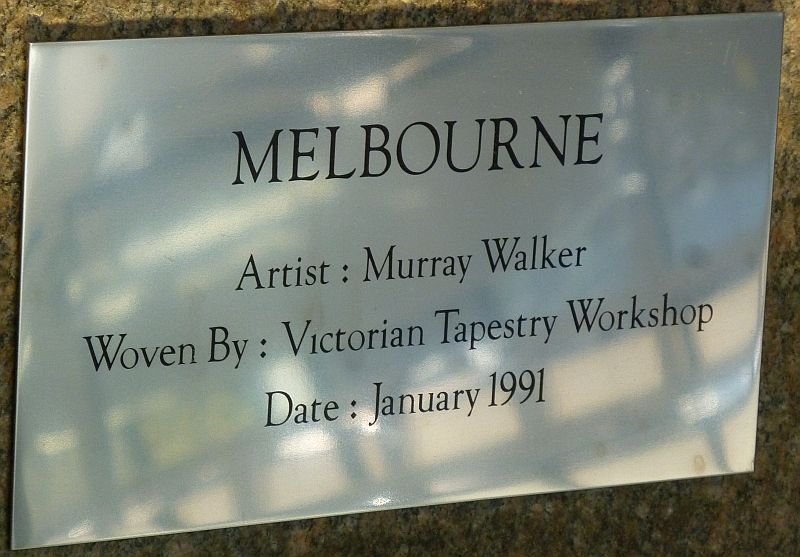 MELBOURNE
Artist : Murray Walker
Woven By : Victorian Tapestry Workshop
Date : January 1991